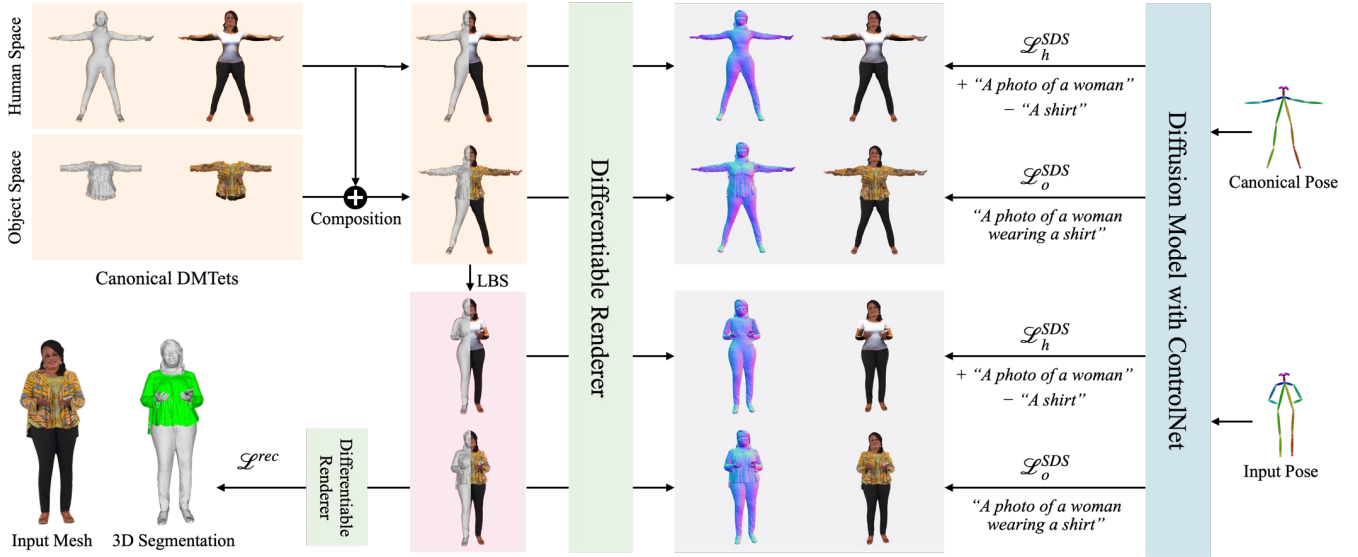 Human Space
Object Space
Canonical DMTets
Composition
LBS
Input Mesh
3D Segmentation
ℒ^{rec}
Differentiable
Renderer
Differentiable Renderer
ℒ_h^{SDS}
+ “A photo of a woman”
− “A shirt”
ℒ_o^{SDS}
“A photo of a woman
wearing a shirt”
ℒ_h^{SDS}
+ “A photo of a woman”
− “A shirt”
ℒ_o^{SDS}
“A photo of a woman
wearing a shirt”
Diffusion Model with ControlNet
Canonical Pose
Input Pose